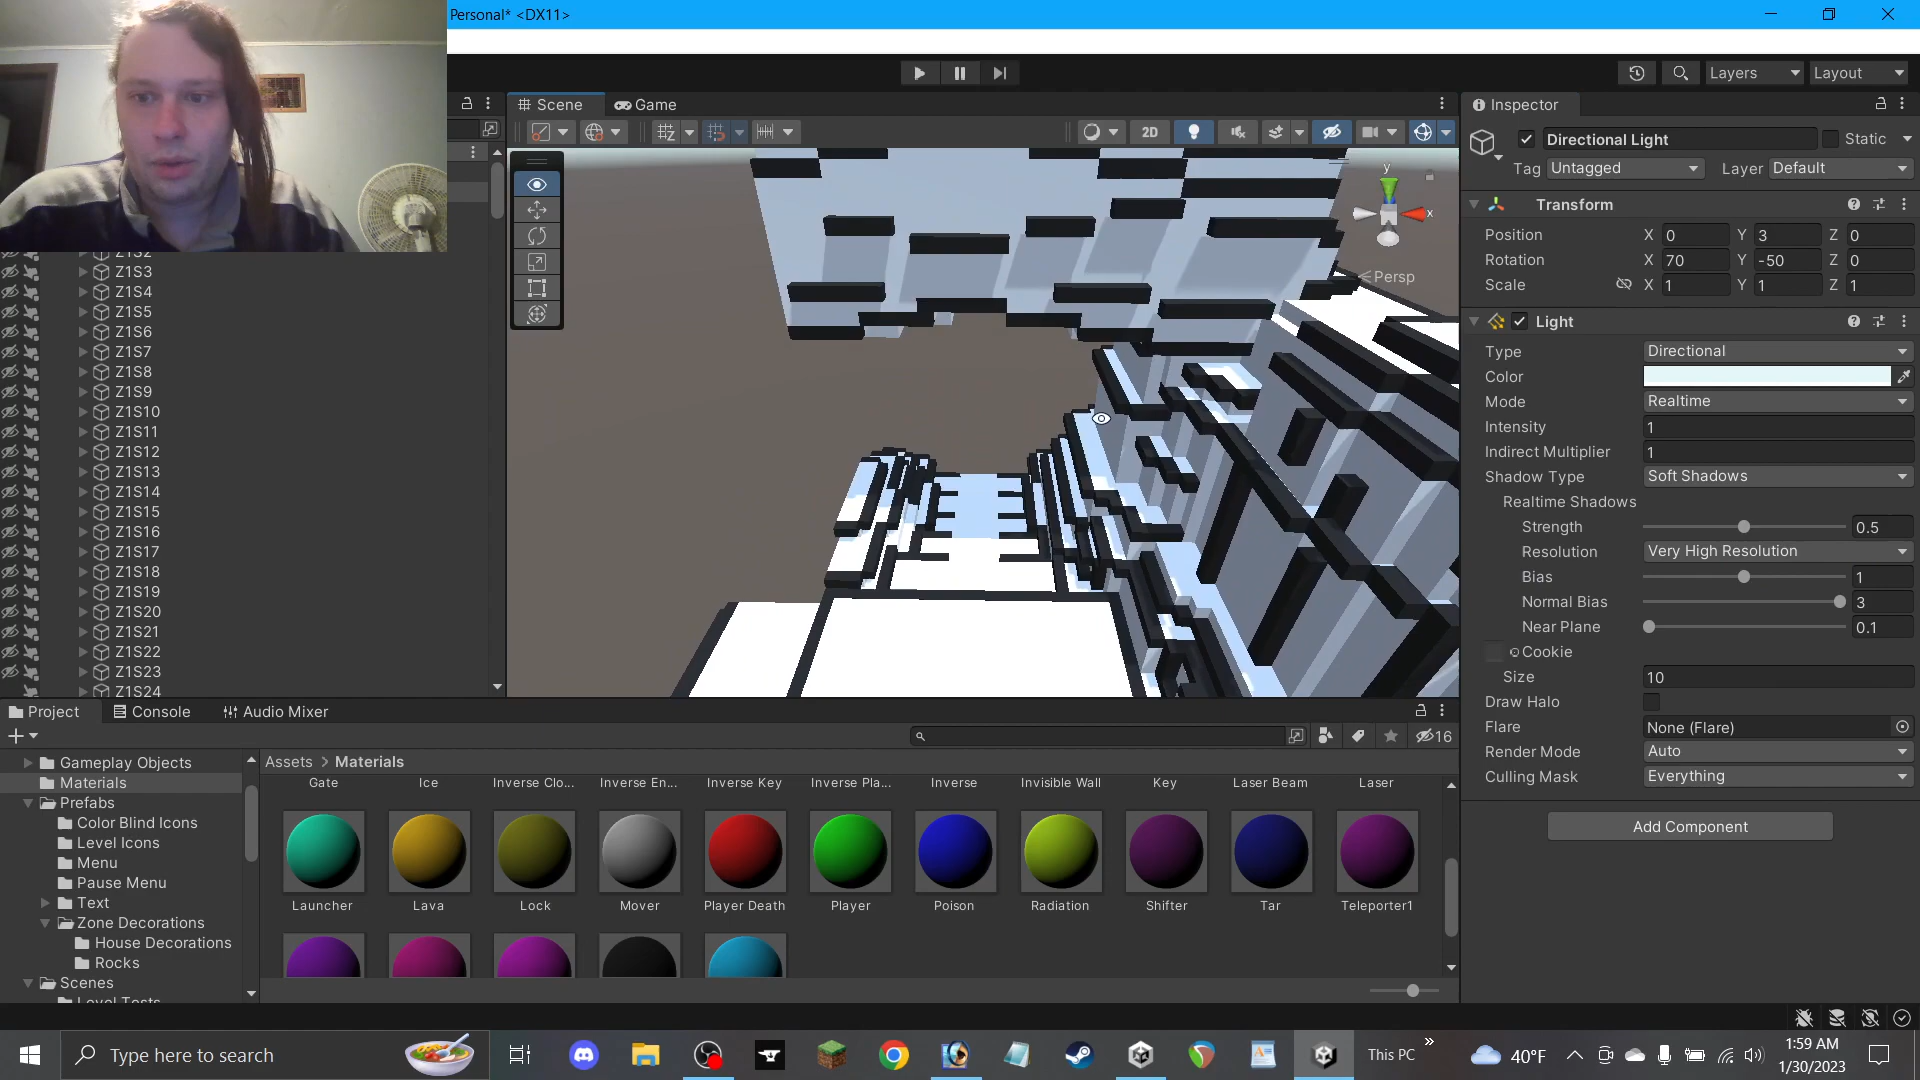 Personal* <DX11>
Layers
Layout
Scene
Game
2D
y
x
Persp
Inspector
Directional Light
Static
Tag
Untagged
Layer
Default
Transform
Position X 0 Y 3 Z 0
Rotation X 70 Y -50 Z 0
Scale X 1 Y 1 Z 1
Light
Type Directional
Color
Mode Realtime
Intensity 1
Indirect Multiplier 1
Shadow Type Soft Shadows
Realtime Shadows
Strength 0.5
Resolution Very High Resolution
Bias 1
Normal Bias 3
Near Plane 0.1
Cookie
Size 10
Draw Halo
Flare None (Flare)
Render Mode Auto
Culling Mask Everything
Add Component
Z1S2
Z1S3
Z1S4
Z1S5
Z1S6
Z1S7
Z1S8
Z1S9
Z1S10
Z1S11
Z1S12
Z1S13
Z1S14
Z1S15
Z1S16
Z1S17
Z1S18
Z1S19
Z1S20
Z1S21
Z1S22
Z1S23
Z1S24
Project
Console
Audio Mixer
16
Gameplay Objects
Materials
Prefabs
Color Blind Icons
Level Icons
Menu
Pause Menu
Text
Zone Decorations
House Decorations
Rocks
Scenes
Level Tests
Assets > Materials
Gate
Ice
Inverse Clo...
Inverse En...
Inverse Key
Inverse Pla...
Inverse
Invisible Wall
Key
Laser Beam
Laser
Launcher
Lava
Lock
Mover
Player Death
Player
Poison
Radiation
Shifter
Tar
Teleporter1
Type here to search
This PC
40°F
1:59 AM
1/30/2023